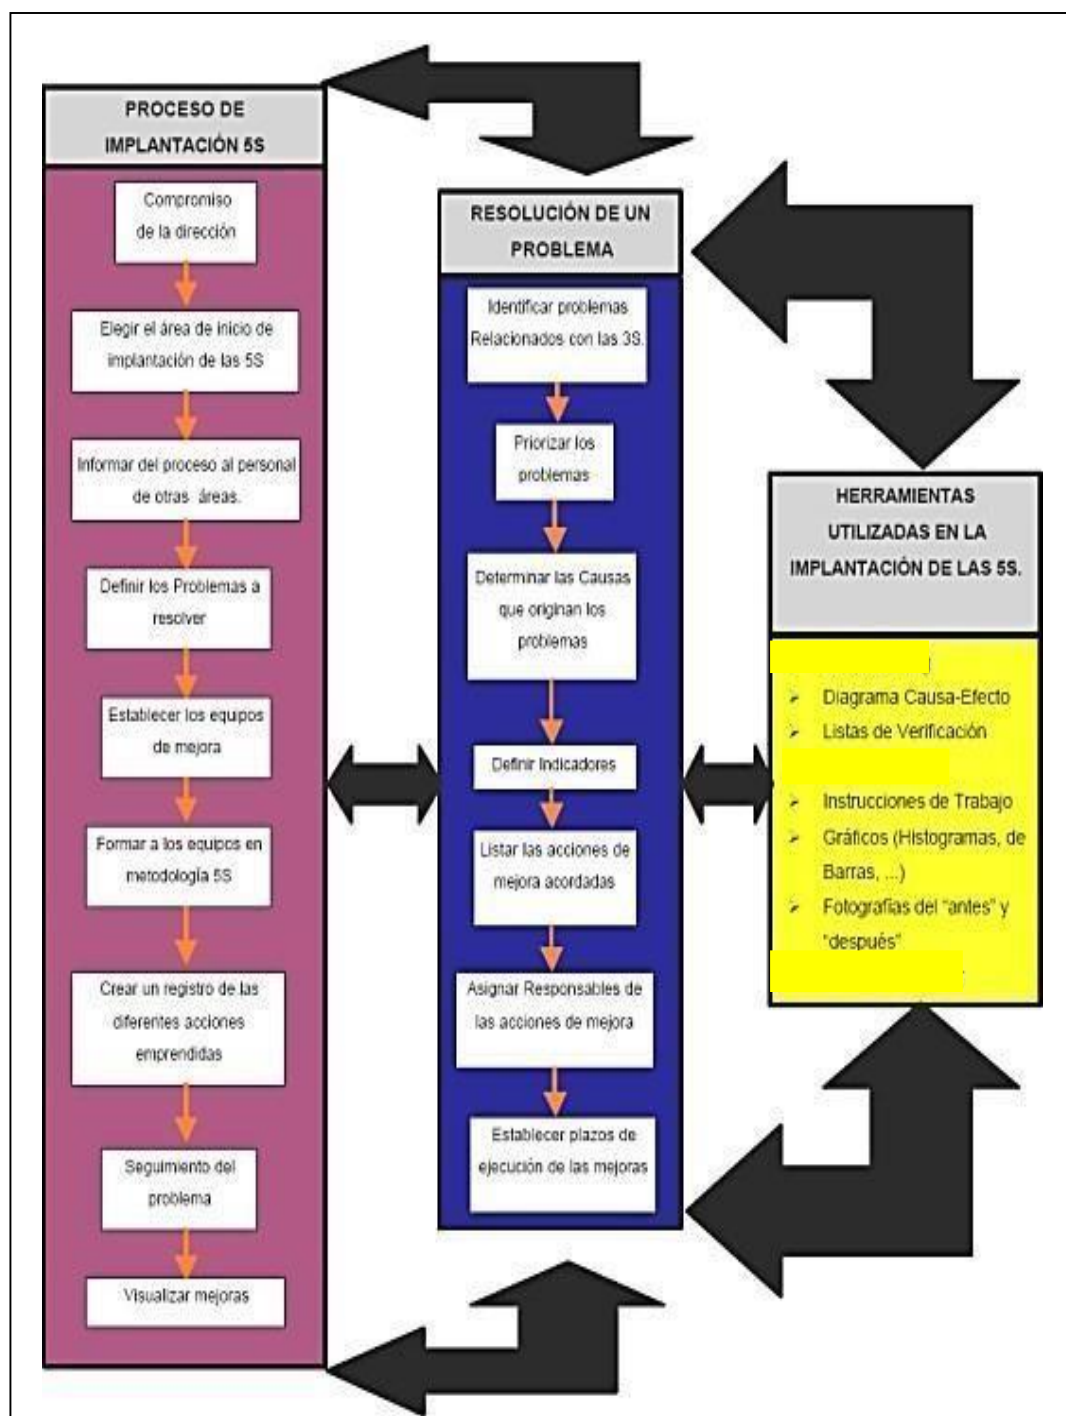 PROCESO DE
IMPLANTACIÓN 5S
Compromiso
de la dirección
Elegir el área de inicio de
implantación de las 5S
Informar del proceso al personal
de otras áreas.
Definir los Problemas a
resolver
Establecer los equipos
de mejora
Formar a los equipos en
metodología 5S
Crear un registro de las
diferentes acciones
emprendidas
Seguimiento del
problema
Visualizar mejoras
RESOLUCIÓN DE UN
PROBLEMA
Identificar problemas
Relacionados con las 3S.
Priorizar los
problemas
Determinar las Causas
que originan los
problemas
Definir Indicadores
Listar las acciones de
mejora acordadas
Asignar Responsables de
las acciones de mejora
Establecer plazos de
ejecución de las mejoras
HERRAMIENTAS
UTILIZADAS EN LA
IMPLANTACIÓN DE LAS 5S.
➢ Diagrama Causa-Efecto
➢ Listas de Verificación
➢ Instrucciones de Trabajo
➢ Gráficos (Histogramas, de
Barras, ...)
➢ Fotografías del "antes" y
"después"